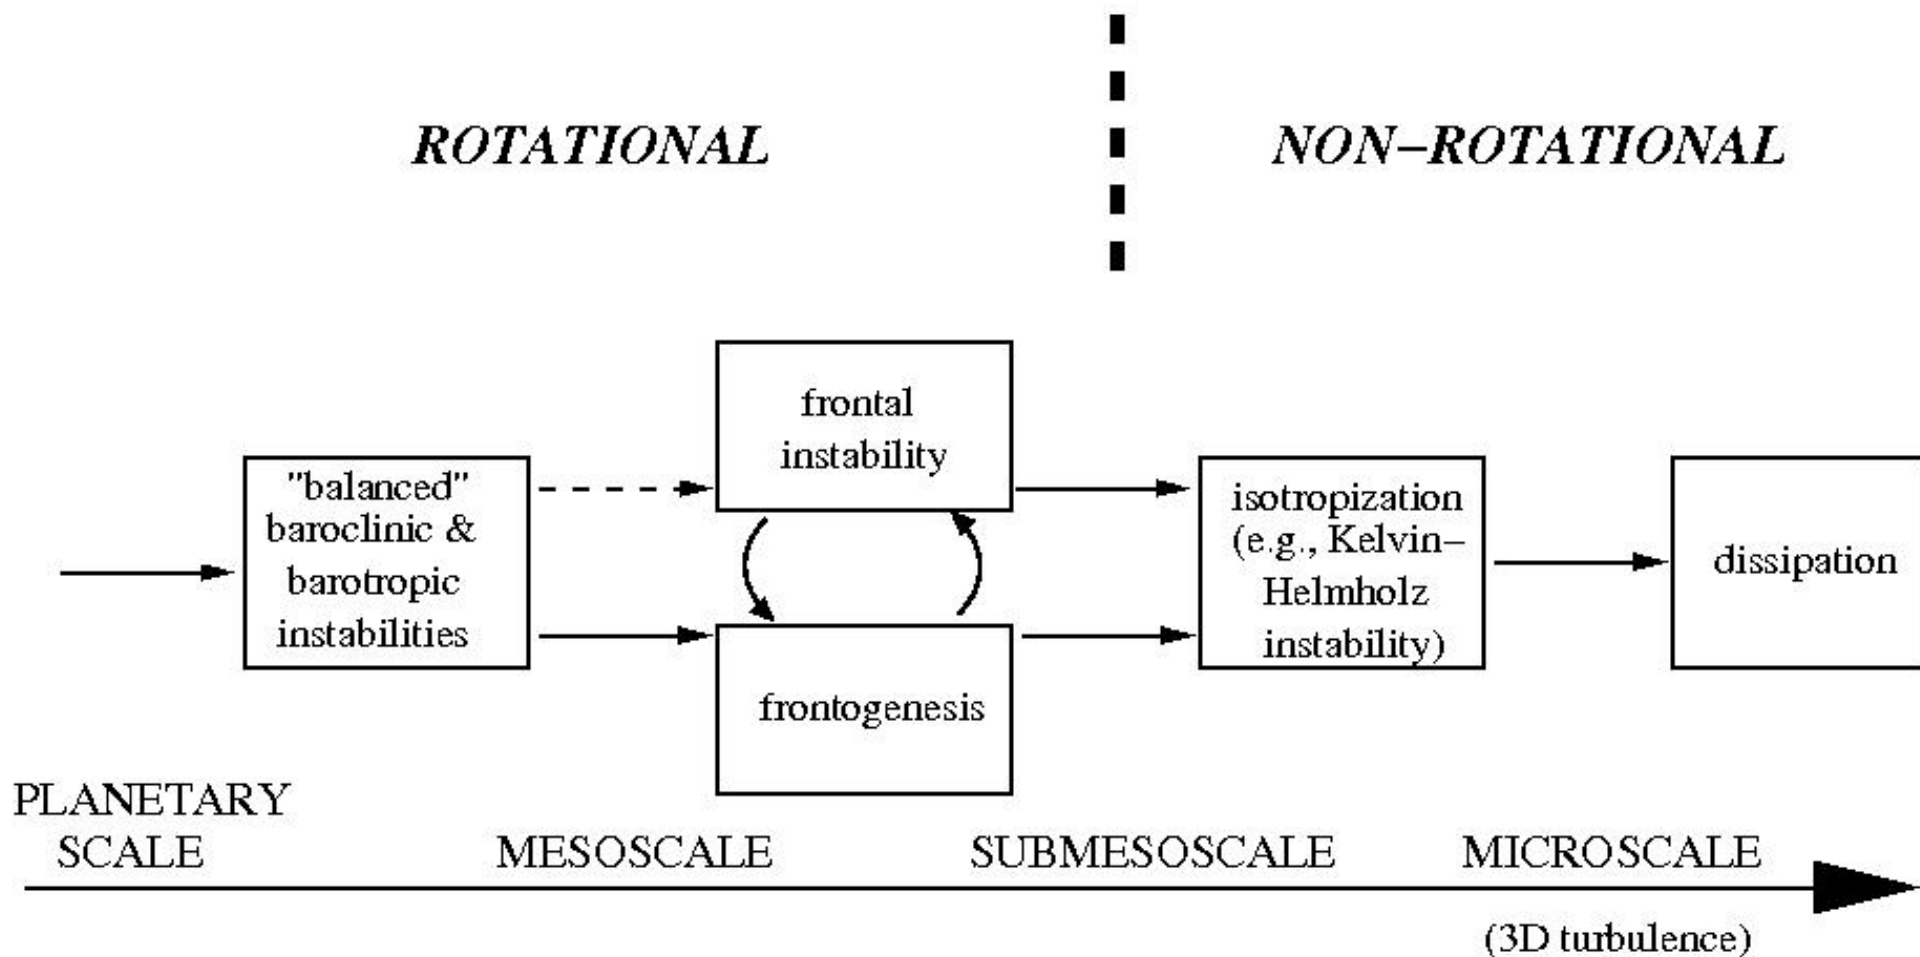 ROTATIONAL
NON–ROTATIONAL
frontal
instability
"balanced"
baroclinic &
barotropic
instabilities
isotropization
(e.g., Kelvin–
Helmholz
instability)
dissipation
frontogenesis
PLANETARY
SCALE
MESOSCALE
SUBMESOSCALE
MICROSCALE
(3D turbulence)